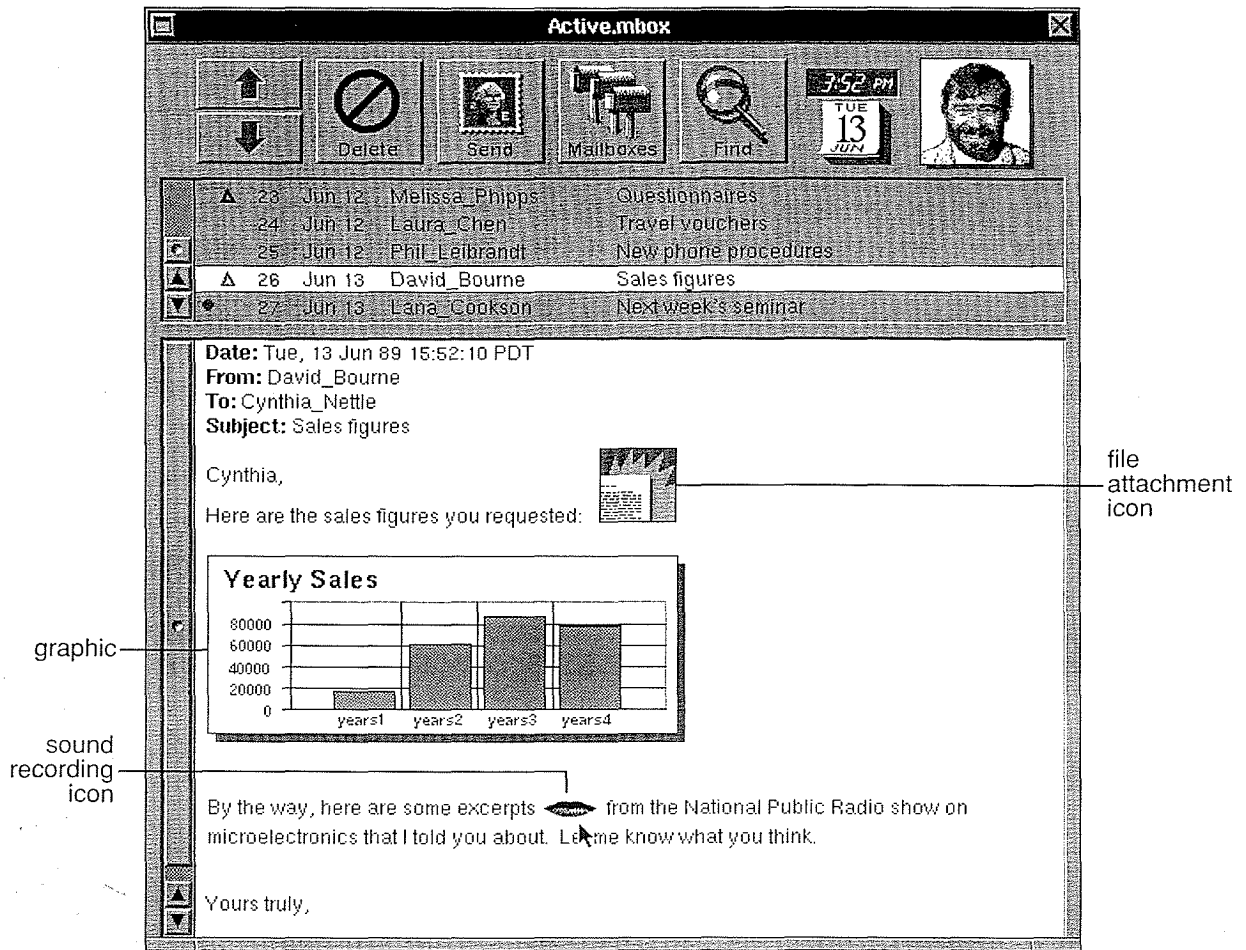 Active.mbox
3:52 PM
TUE
13
JUN
Delete
Send
Mailboxes
Find
23 Jun 12 Melissa_Phipps Questionnaires
24 Jun 12 Laura_Chen Travel vouchers
25 Jun 12 Phil_Leibrandt New phone procedures
26 Jun 13 David_Bourne Sales figures
27 Jun 13 Lana_Cookson Next week's seminar
Date: Tue, 13 Jun 89 15:52:10 PDT
From: David_Bourne
To: Cynthia_Nettle
Subject: Sales figures
Cynthia,
Here are the sales figures you requested:
file
attachment
icon
Yearly Sales
80000
60000
40000
20000
0
years1 years2 years3 years4
graphic
sound
recording
icon
By the way, here are some excerpts from the National Public Radio show on
microelectronics that I told you about. Let me know what you think.
Yours truly,